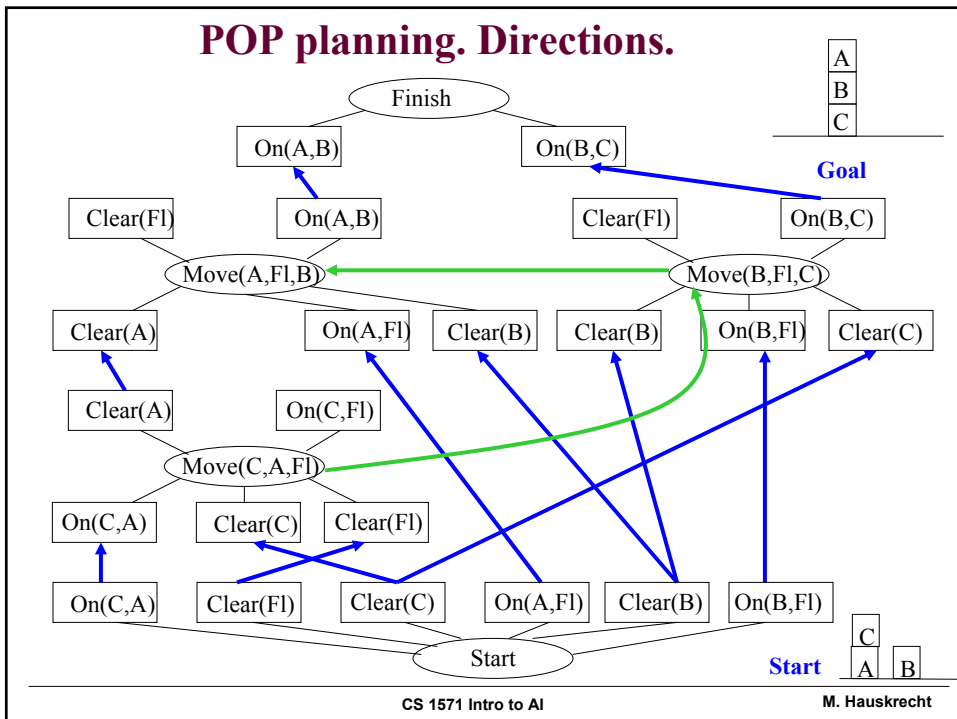 POP planning. Directions.
A
B
C
Finish
On(A,B) On(B,C)
Goal
Clear(Fl) On(A,B) Clear(Fl) On(B,C)
Move(A,Fl,B) Move(B,Fl,C)
Clear(A) On(A,Fl) Clear(B) Clear(B) On(B,Fl) Clear(C)
Clear(A) On(C,Fl)
Move(C,A,Fl)
On(C,A) Clear(C) Clear(Fl)
On(C,A) Clear(Fl) Clear(C) On(A,Fl) Clear(B) On(B,Fl)
Start
C
Start A B
CS 1571 Intro to AI M. Hauskrecht